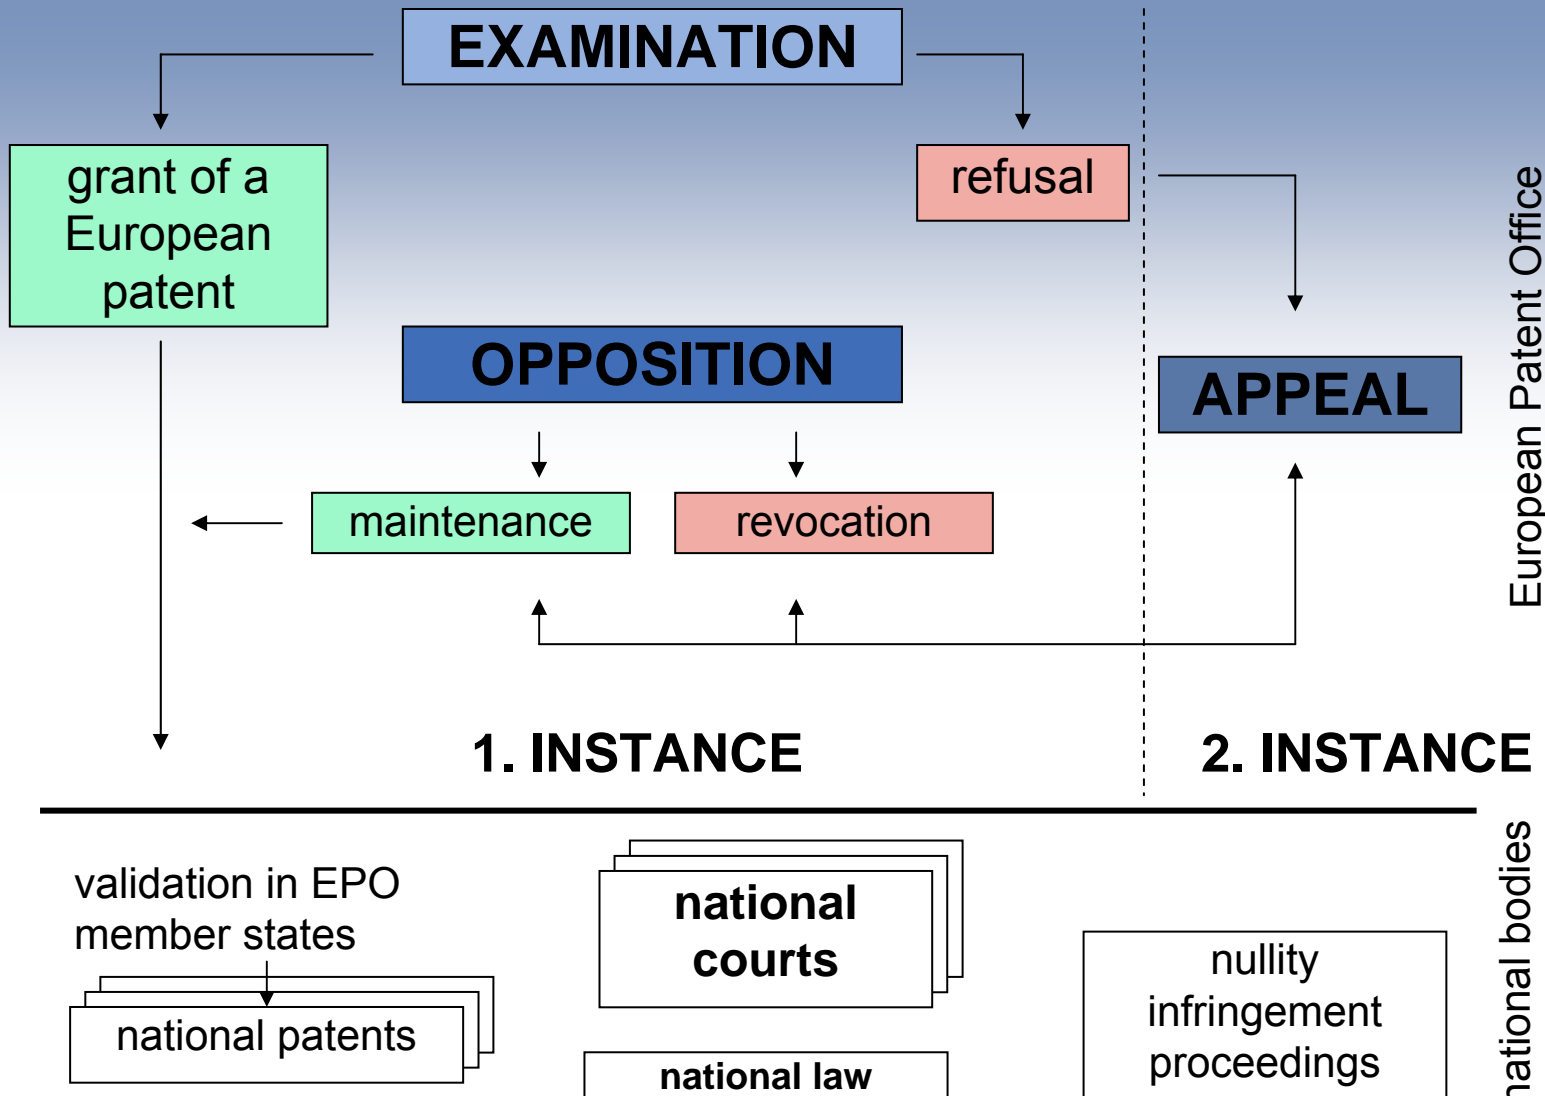 EXAMINATION
grant of a
European
patent
refusal
OPPOSITION
APPEAL
maintenance
revocation
European Patent Office
1. INSTANCE
2. INSTANCE
validation in EPO
member states
national patents
national
courts
national law
nullity
infringement
proceedings
national bodies